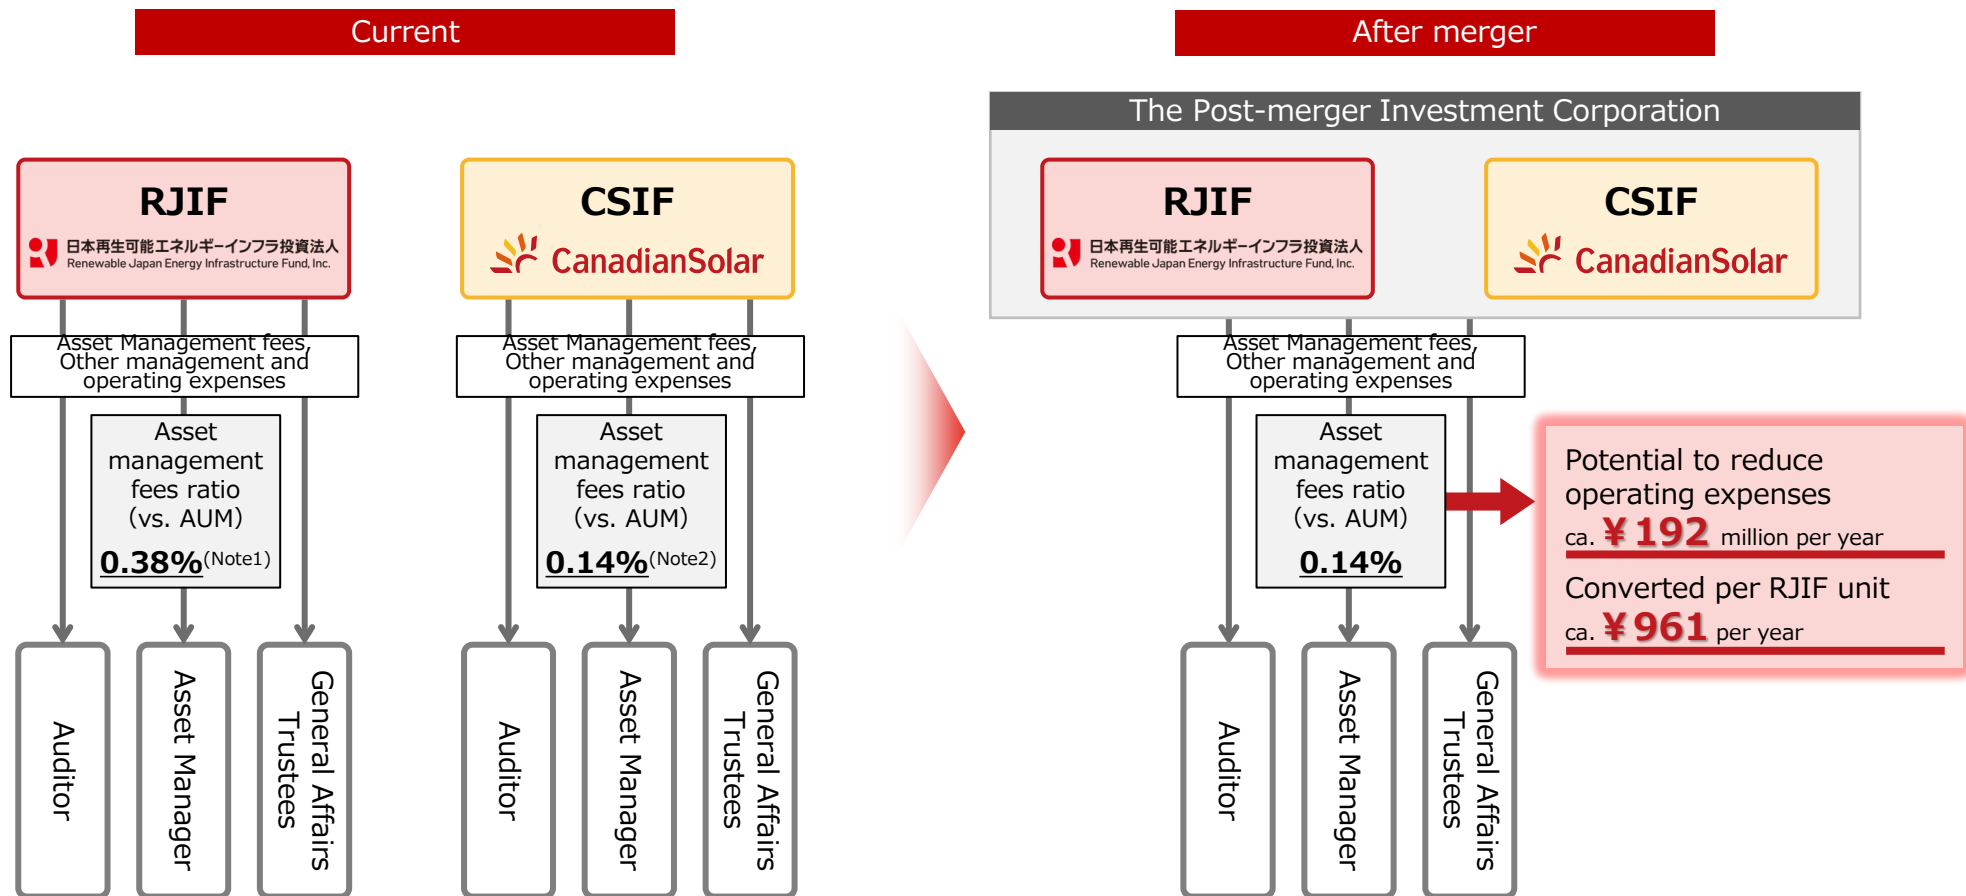 Current
RJIF
日本再生可能エネルギーインフラ投資法人
Renewable Japan Energy Infrastructure Fund, Inc.
Asset Management fees,
Other management and
operating expenses
Asset
management
fees ratio
(vs. AUM)
0.38%(Note1)
Auditor
Asset Manager
General Affairs
Trustees
CSIF
CanadianSolar
Asset Management fees,
Other management and
operating expenses
Asset
management
fees ratio
(vs. AUM)
0.14%(Note2)
Auditor
Asset Manager
General Affairs
Trustees
After merger
The Post-merger Investment Corporation
RJIF
日本再生可能エネルギーインフラ投資法人
Renewable Japan Energy Infrastructure Fund, Inc.
CSIF
CanadianSolar
Asset Management fees,
Other management and
operating expenses
Asset
management
fees ratio
(vs. AUM)
0.14%
Potential to reduce
operating expenses
ca. ¥192 million per year
Converted per RJIF unit
ca. ¥961 per year
Auditor
Asset Manager
General Affairs
Trustees